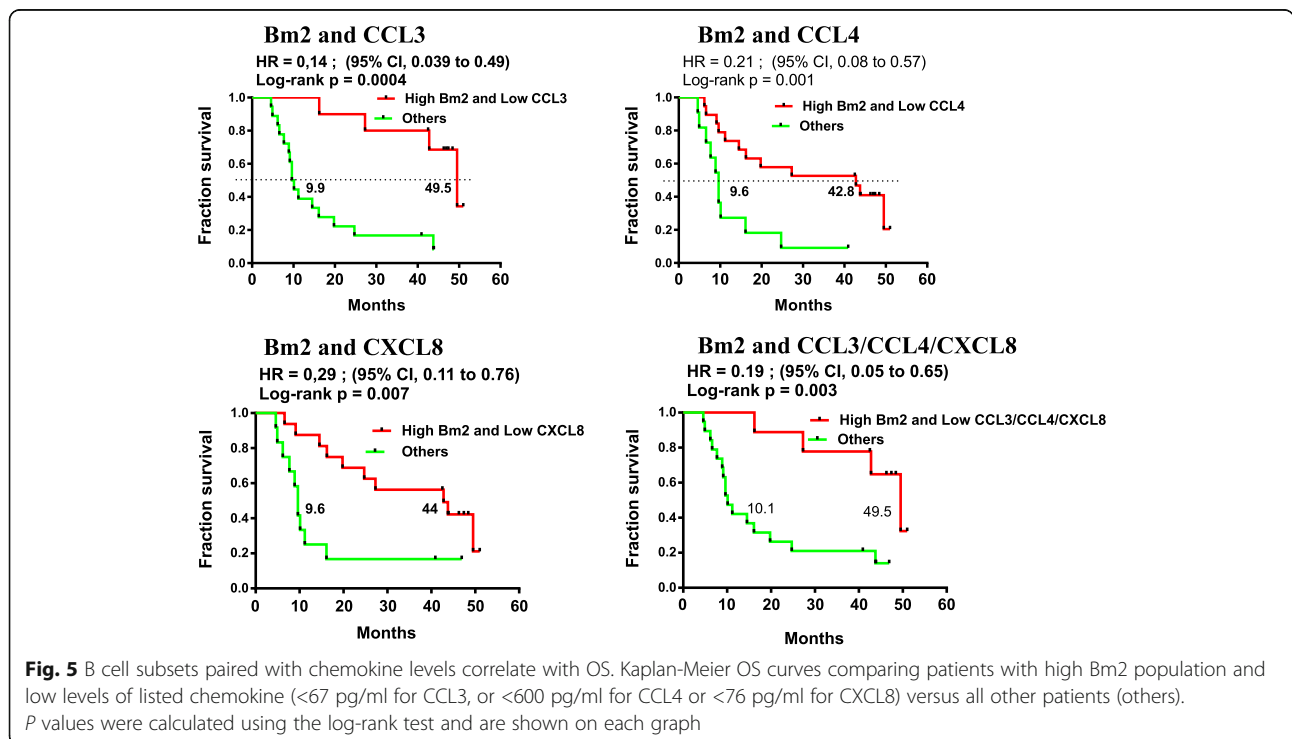 Bm2 and CCL3
HR = 0,14 ; (95% CI, 0.039 to 0.49)
Log-rank p = 0.0004
1.0
0.8
0.6
0.4
0.2
0.0
Fraction survival
High Bm2 and Low CCL3
Others
9.9
49.5
0 10 20 30 40 50 60
Months
Bm2 and CCL4
HR = 0.21 ; (95% CI, 0.08 to 0.57)
Log-rank p = 0.001
1.0
0.8
0.6
0.4
0.2
0.0
Fraction survival
High Bm2 and Low CCL4
Others
9.6
42.8
0 10 20 30 40 50 60
Months
Bm2 and CXCL8
HR = 0,29 ; (95% CI, 0.11 to 0.76)
Log-rank p = 0.007
1.0
0.8
0.6
0.4
0.2
0.0
Fraction survival
High Bm2 and Low CXCL8
Others
9.6
44
0 10 20 30 40 50 60
Months
Bm2 and CCL3/CCL4/CXCL8
HR = 0.19 ; (95% CI, 0.05 to 0.65)
Log-rank p = 0.003
1.0
0.8
0.6
0.4
0.2
0.0
Fraction survival
High Bm2 and Low CCL3/CCL4/CXCL8
Others
10.1
49.5
0 10 20 30 40 50 60
Months
Fig. 5 B cell subsets paired with chemokine levels correlate with OS. Kaplan-Meier OS curves comparing patients with high Bm2 population and
low levels of listed chemokine (<67 pg/ml for CCL3, or <600 pg/ml for CCL4 or <76 pg/ml for CXCL8) versus all other patients (others).
P values were calculated using the log-rank test and are shown on each graph